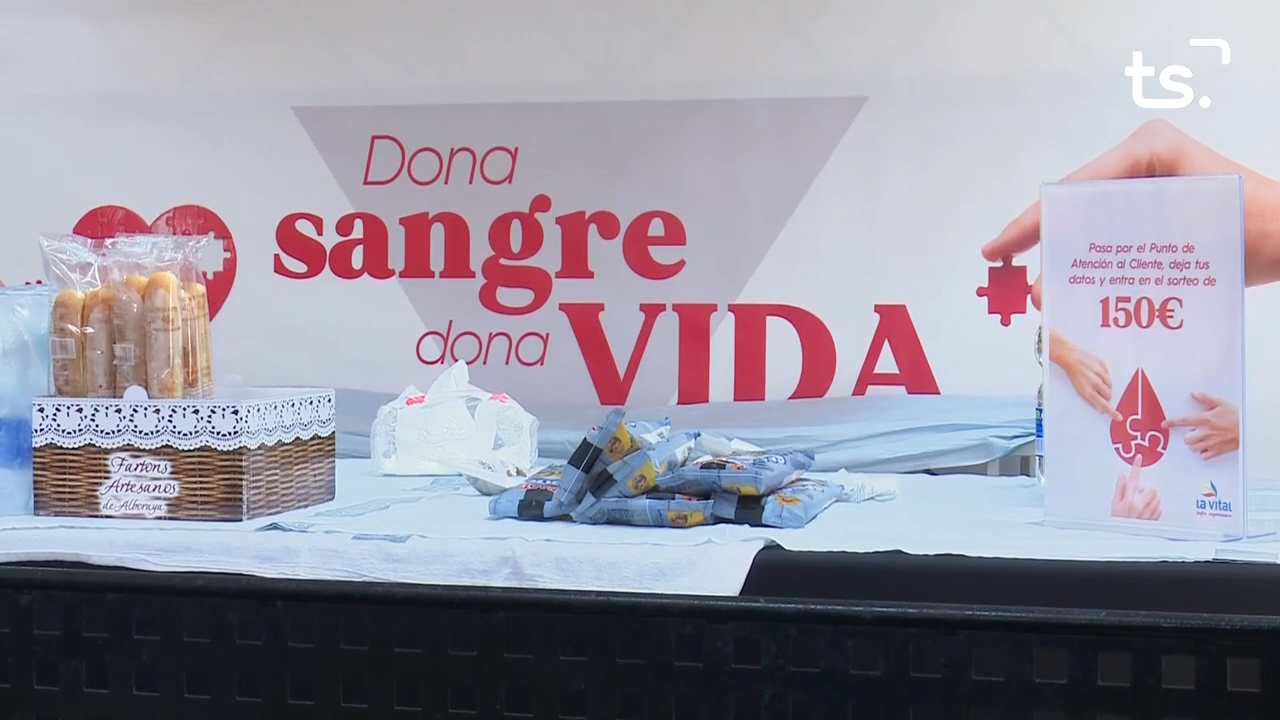 ts.
Dona
sangre
dona VIDA
Fartons
Artesanos
de Alboraya
Pasa por el Punto de
Atención al Cliente, deja tus
datos y entra en el sorteo de
150€
La Vital